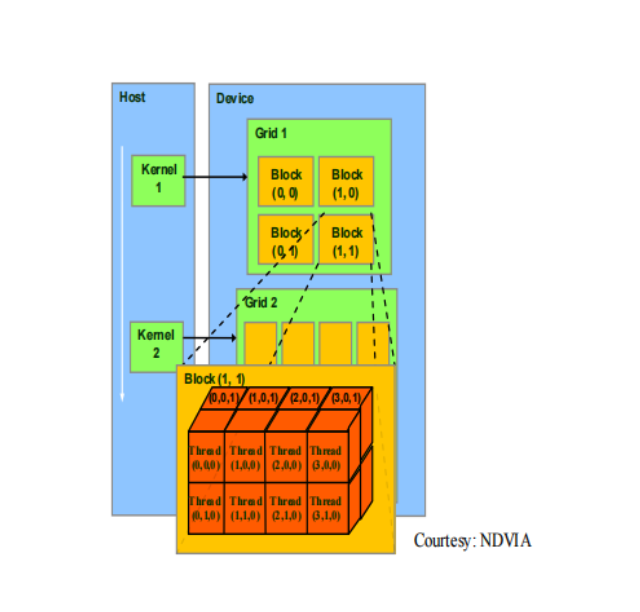 Host
Device
Grid 1
Kernel
1
Block
(0, 0)
Block
(1, 0)
Block
(0, 1)
Block
(1, 1)
Grid 2
Kernel
2
Block (1, 1)
(0,0,1) (1,0,1) (2,0,1) (3,0,1)
Thread Thread Thread Thread
(0,0,0) (1,0,0) (2,0,0) (3,0,0)
Thread Thread Thread Thread
(0,1,0) (1,1,0) (2,1,0) (3,1,0)
Courtesy: NDVIA